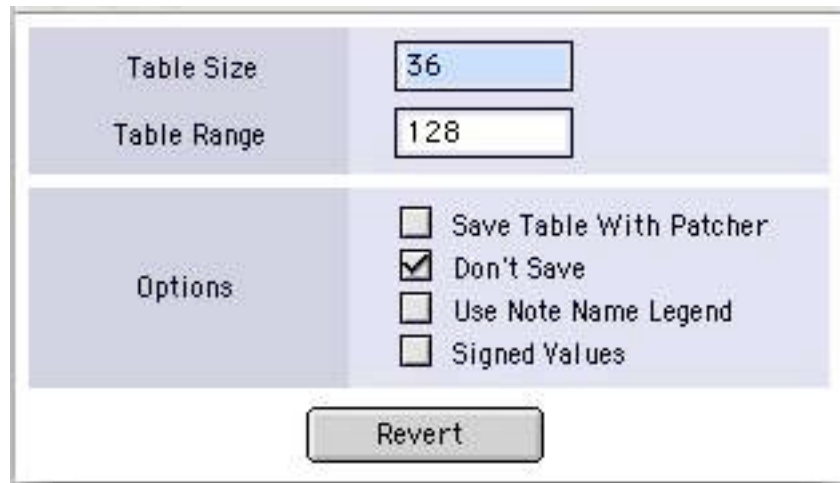 Table Size 36
Table Range 128
Save Table With Patcher
Don't Save
Options
Use Note Name Legend
Signed Values
Revert